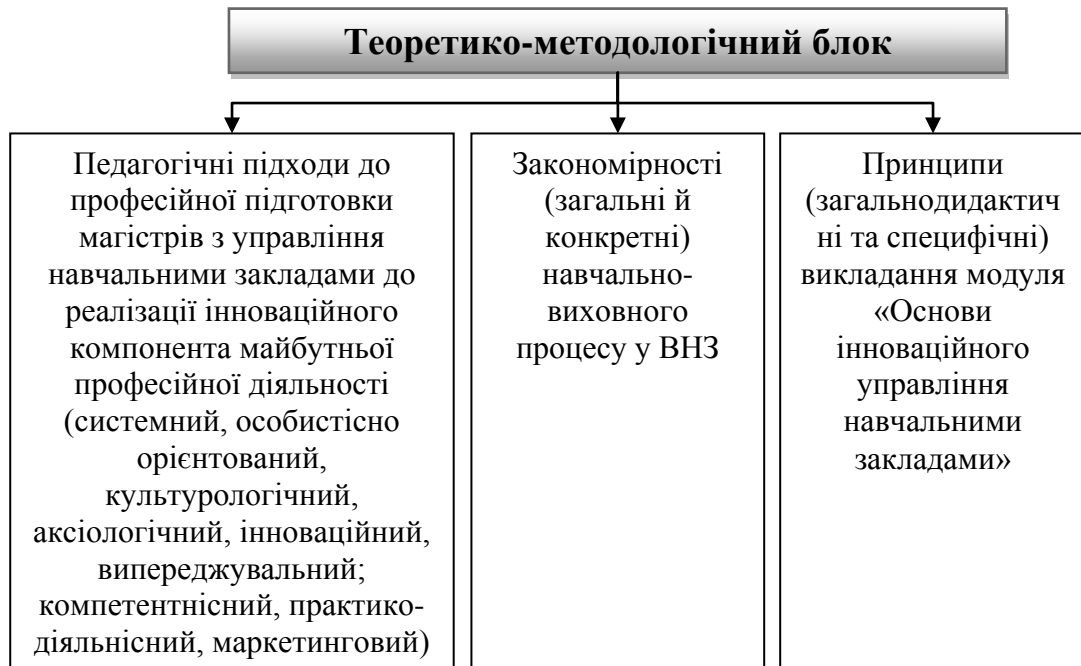 Теоретико-методологічний блок
Педагогічні підходи до
професійної підготовки
магістрів з управління
навчальними закладами до
реалізації інноваційного
компонента майбутньої
професійної діяльності
(системний, особистісно
орієнтований,
культурологічний,
аксіологічний, інноваційний,
випереджувальний;
компетентнісний, практико-
діяльнісний, маркетинговий)
Закономірності
(загальні й
конкретні)
навчально-
виховного
процесу у ВНЗ
Принципи
(загальнодидактич
ні та специфічні)
викладання модуля
«Основи
інноваційного
управління
навчальними
закладами»